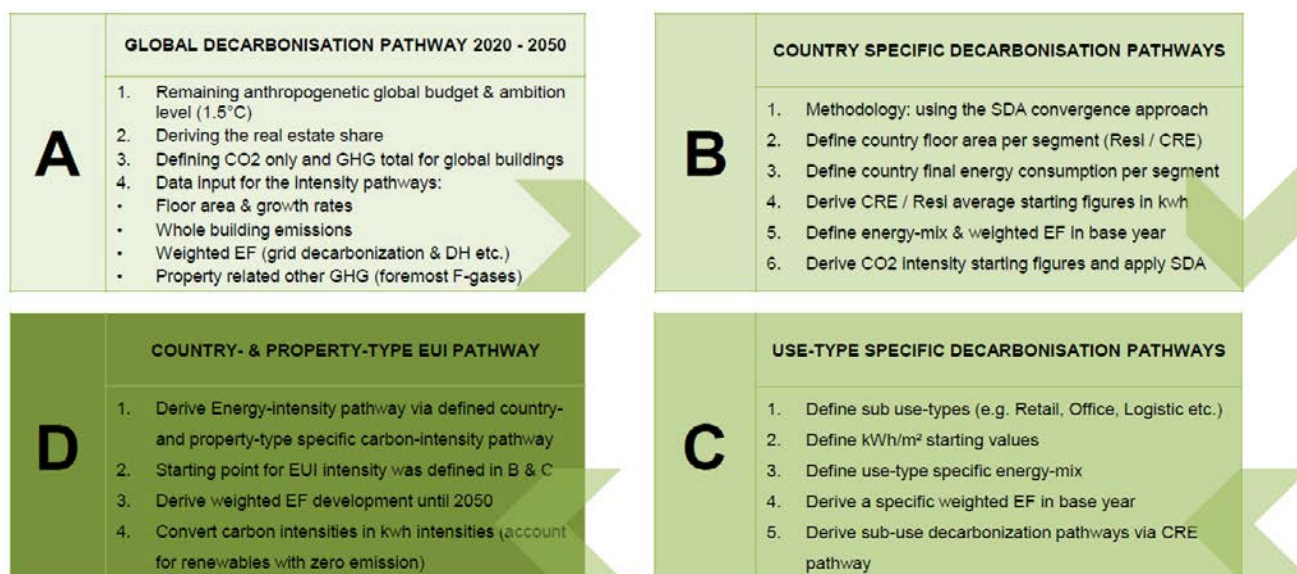 A
GLOBAL DECARBONISATION PATHWAY 2020 - 2050
1. Remaining anthropogenetic global budget & ambition
level (1.5°C)
2. Deriving the real estate share
3. Defining CO2 only and GHG total for global buildings
4. Data input for the intensity pathways:
• Floor area & growth rates
• Whole building emissions
• Weighted EF (grid decarbonization & DH etc.)
• Property related other GHG (foremost F-gases)
B
COUNTRY SPECIFIC DECARBONISATION PATHWAYS
1. Methodology: using the SDA convergence approach
2. Define country floor area per segment (Resi / CRE)
3. Define country final energy consumption per segment
4. Derive CRE / Resi average starting figures in kwh
5. Define energy-mix & weighted EF in base year
6. Derive CO2 intensity starting figures and apply SDA
D
COUNTRY- & PROPERTY-TYPE EUI PATHWAY
1. Derive Energy-intensity pathway via defined country-
and property-type specific carbon-intensity pathway
2. Starting point for EUI intensity was defined in B & C
3. Derive weighted EF development until 2050
4. Convert carbon intensities in kwh intensities (account
for renewables with zero emission)
C
USE-TYPE SPECIFIC DECARBONISATION PATHWAYS
1. Define sub use-types (e.g. Retail, Office, Logistic etc.)
2. Define kWh/m² starting values
3. Define use-type specific energy-mix
4. Derive a specific weighted EF in base year
5. Derive sub-use decarbonization pathways via CRE
pathway